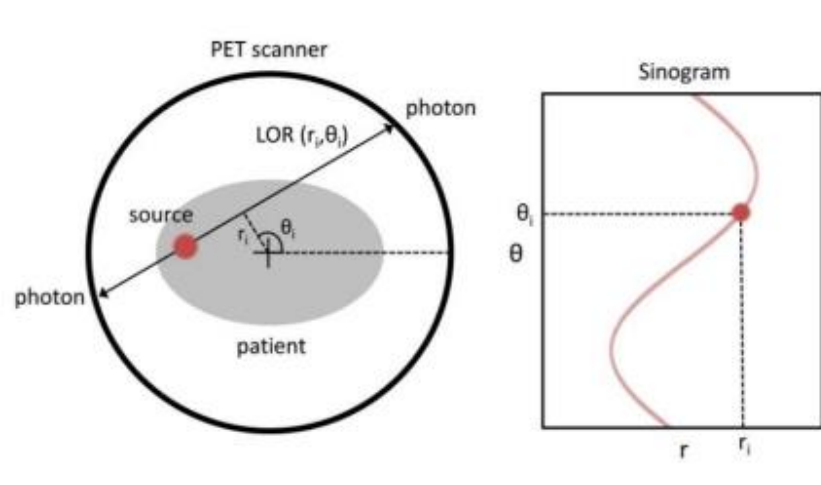 PET scanner
photon
LOR (rᵢ,θᵢ)
source
rᵢ
θᵢ
photon
patient
Sinogram
θᵢ
θ
r
rᵢ